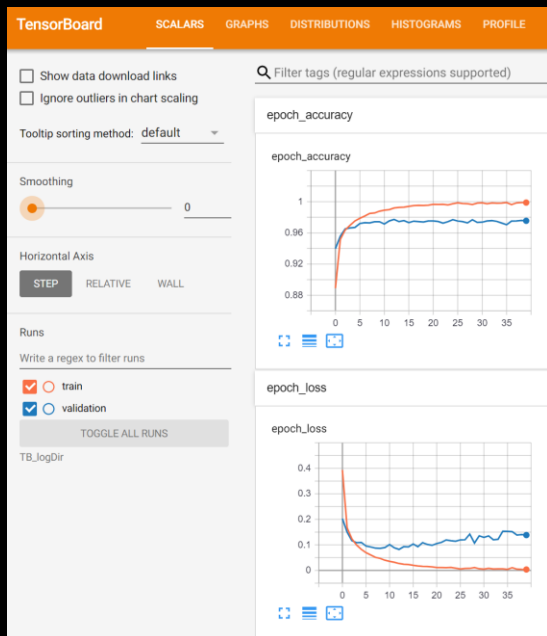 TensorBoard SCALARS GRAPHS DISTRIBUTIONS HISTOGRAMS PROFILE
Show data download links
Ignore outliers in chart scaling
Tooltip sorting method: default
Smoothing
0
Horizontal Axis
STEP RELATIVE WALL
Runs
Write a regex to filter runs
train
validation
TOGGLE ALL RUNS
TB_logDir
Filter tags (regular expressions supported)
epoch_accuracy
epoch_accuracy
1
0.96
0.92
0.88
0 5 10 15 20 25 30 35
epoch_loss
epoch_loss
0.4
0.3
0.2
0.1
0
0 5 10 15 20 25 30 35